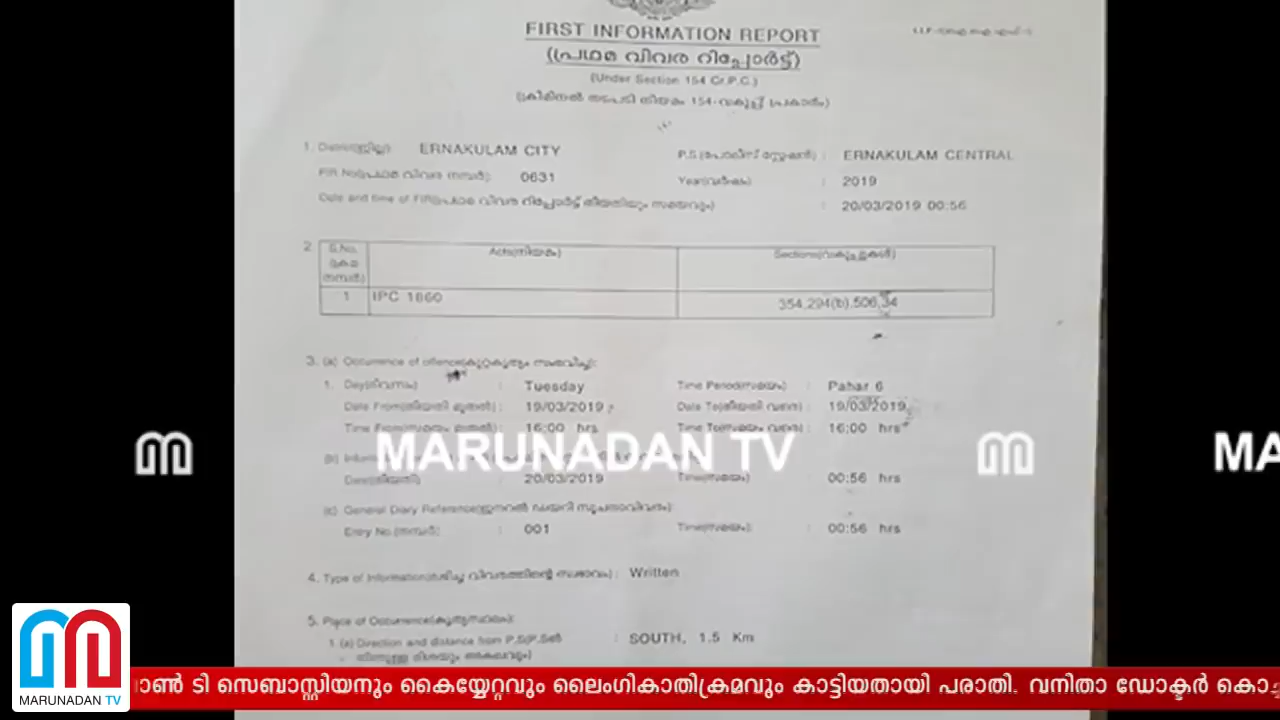 FIRST INFORMATION REPORT
(പ്രഥമ വിവര റിപ്പോർട്ട്)
(Under Section 154 Cr.P.C.)
(ക്രിമിനൽ നടപടി നിയമം 154-വകുപ്പ് പ്രകാരം)
1. District(ജില്ല): ERNAKULAM CITY P.S.(പോലീസ് സ്റ്റേഷൻ) : ERNAKULAM CENTRAL
FIR No(പ്രഥമ വിവര നമ്പർ): 0631 Year(വർഷം) : 2019
Date and time of FIR(പ്രഥമ വിവര റിപ്പോർട്ട് തീയതിയും സമയവും) : 20/03/2019 00:56
2 S.No. (ക്രമ നമ്പർ) Acts(നിയമം) Sections(വകുപ്പുകൾ)
1 IPC 1860 354,294(b),506,34
3. (a) Occurrence of offence(കുറ്റകൃത്യം സംഭവിച്ച):
1. Day(ദിവസം) : Tuesday Time Period(സമയം) : Pahar 6
Date From(തീയതി മുതൽ) : 19/03/2019 Date To(തീയതി വരെ) : 19/03/2019
Time From(സമയം മുതൽ) : 16:00 hrs Time To(സമയം വരെ) : 16:00 hrs
MARUNADAN TV
MA
(b)
Date(തീയതി) : 20/03/2019 Time(സമയം) : 00:56 hrs
(c) General Diary Reference(ജനറൽ ഡയറി സൂചനാവിവരം):
Entry No.(നമ്പർ) : 001 Time(സമയം) : 00:56 hrs
4. Type of Information(ലഭിച്ച വിവരത്തിന്റെ സ്വഭാവം) : Written
5. Place of Occurrence(കൃത്യസ്ഥലം):
1. (a) Direction and distance from P.S(P.Sൽ : SOUTH, 1.5 Km
നിന്നുള്ള ദിശയും അകലവും)
ൺ ടി സെബാസ്റ്റിയനും കൈയ്യേറ്റവും ലൈംഗികാതിക്രമവും കാട്ടിയതായി പരാതി. വനിതാ ഡോക്ടർ കൊ
MARUNADAN TV